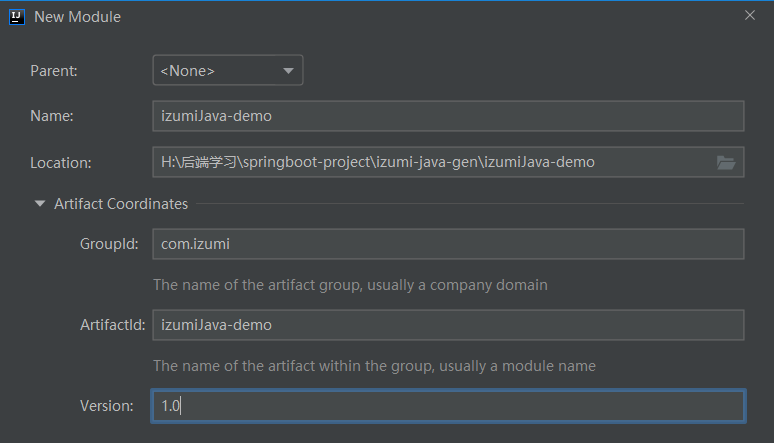 New Module
Parent: <None>
Name: izumiJava-demo
Location: H:\后端学习\springboot-project\izumi-java-gen\izumiJava-demo
Artifact Coordinates
GroupId: com.izumi
The name of the artifact group, usually a company domain
ArtifactId: izumiJava-demo
The name of the artifact within the group, usually a module name
Version: 1.0